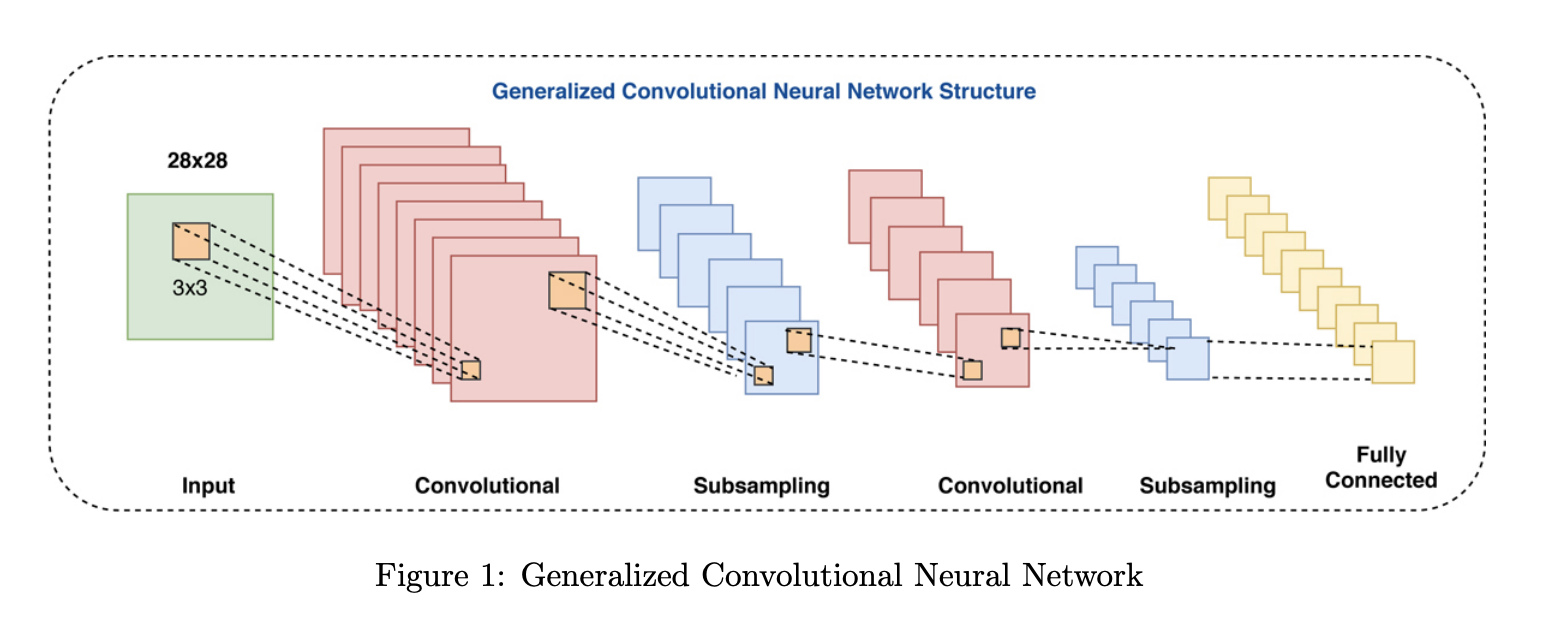 Generalized Convolutional Neural Network Structure
28x28
3x3
Input
Convolutional
Subsampling
Convolutional
Subsampling
Fully
Connected
Figure 1: Generalized Convolutional Neural Network